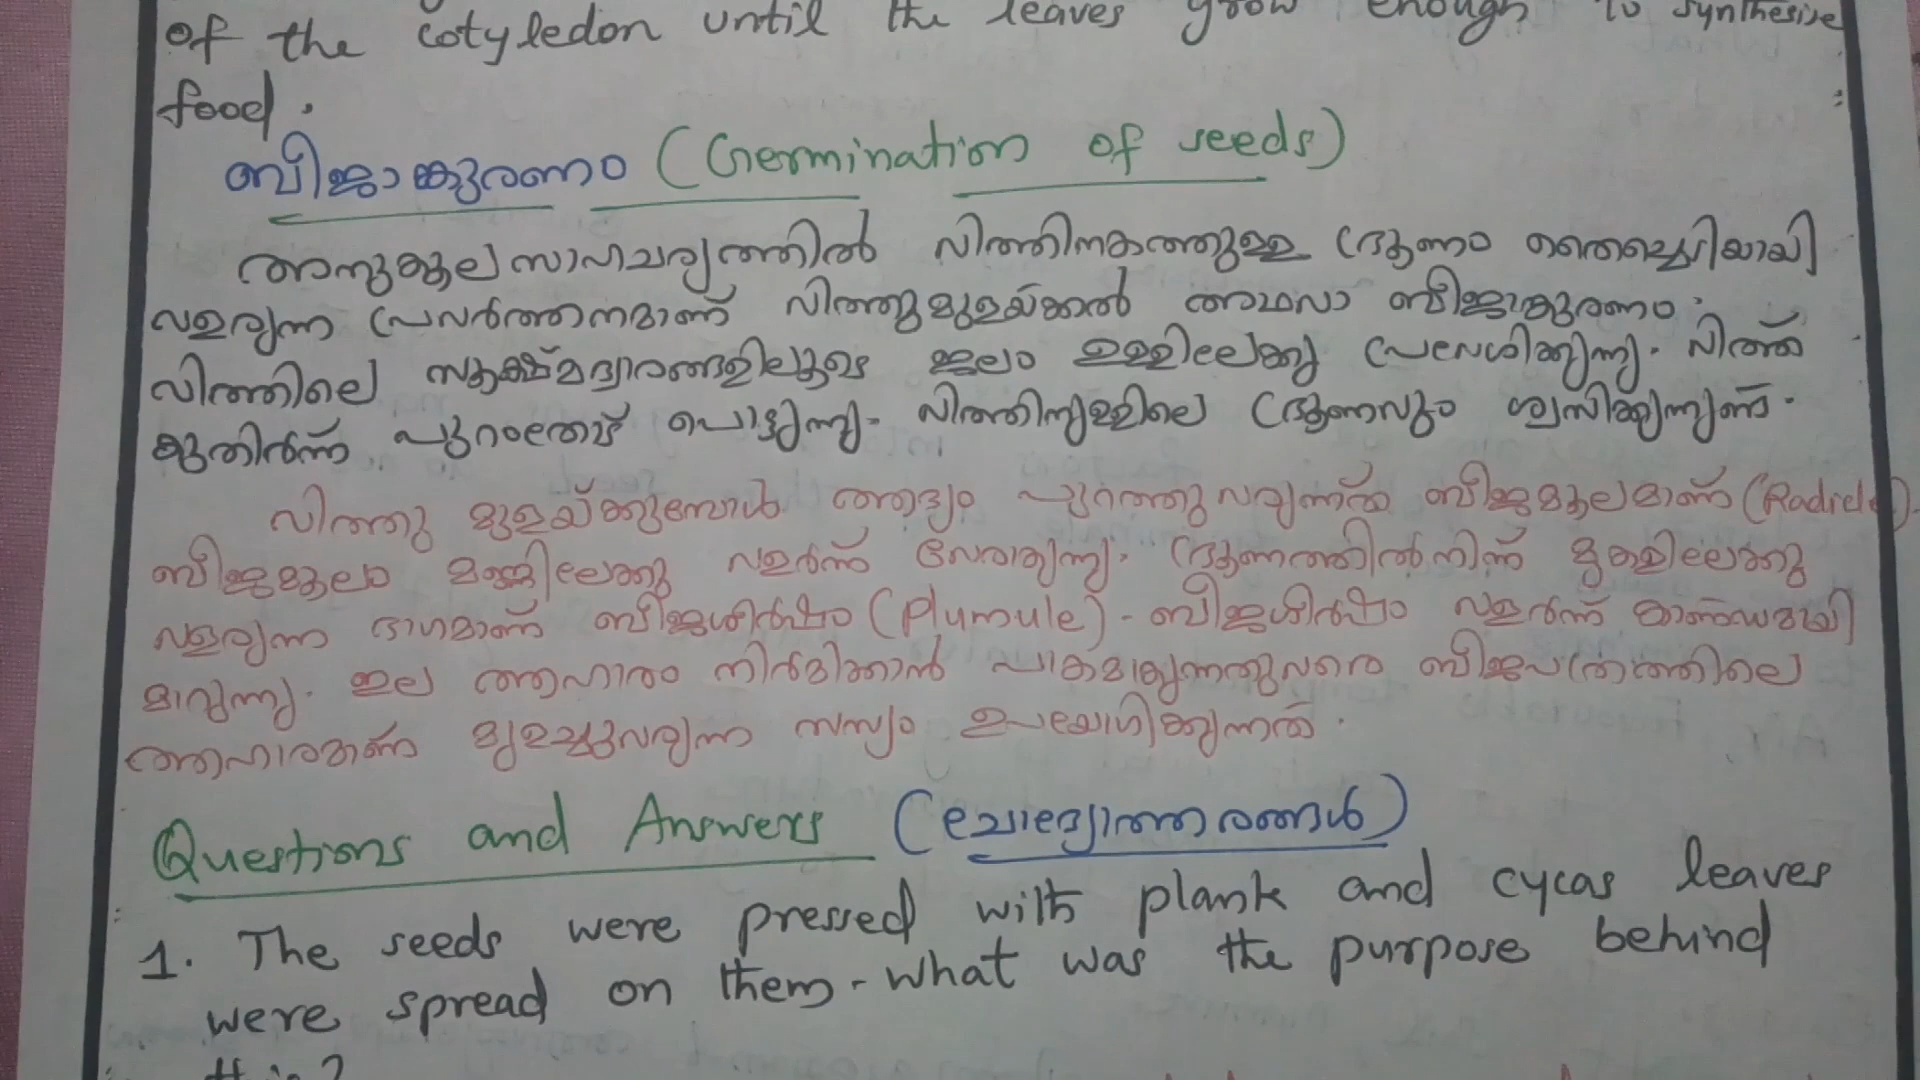 of the cotyledon until the leaves grow enough to synthesise
food.
ബീജാങ്കുരണം (Germination of seeds)
അനുകൂലസാഹചര്യത്തിൽ വിത്തിനകത്തുള്ള ഭ്രൂണം തൈച്ചെടിയായി
വളരുന്ന പ്രവർത്തനമാണ് വിത്തുമുളയ്ക്കൽ അഥവാ ബീജാങ്കുരണം.
വിത്തിലെ സൂക്ഷ്മദ്വാരങ്ങളിലൂടെ ജലം ഉള്ളിലേക്കു പ്രവേശിക്കുന്നു. വിത്ത്
കുതിർന്ന് പുറംതോട് പൊട്ടുന്നു. വിത്തിനുള്ളിലെ ഭ്രൂണവും ശ്വസിക്കുന്നുണ്ട്.
വിത്തു മുളയ്ക്കുമ്പോൾ ആദ്യം പുറത്തുവരുന്നത് ബീജമൂലമാണ് (Radicle).
ബീജമൂലം മണ്ണിലേക്കു വളർന്ന് വേരാകുന്നു. ഭ്രൂണത്തിൽനിന്ന് മുകളിലേക്കു
വളരുന്ന ഭാഗമാണ് ബീജശീർഷം (Plumule). ബീജശീർഷം വളർന്ന് കാണ്ഡമായി
മാറുന്നു. ഇല ആഹാരം നിർമിക്കാൻ പാകമാകുന്നതുവരെ ബീജപത്രത്തിലെ
ആഹാരമാണ് മുളച്ചുവരുന്ന സസ്യം ഉപയോഗിക്കുന്നത്.
Questions and Answers (ചോദ്യോത്തരങ്ങൾ)
1. The seeds were pressed with plank and cycas leaves
were spread on them. What was the purpose behind
this?